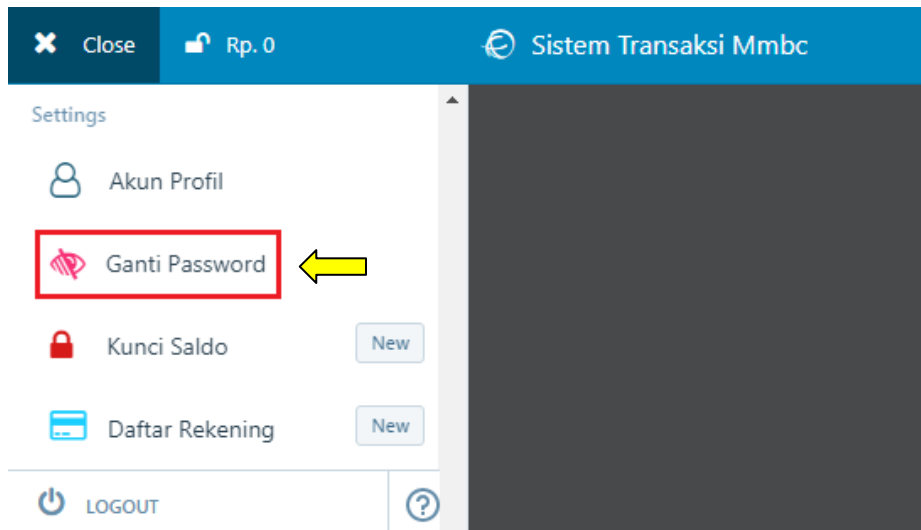 Close
Rp. 0
Sistem Transaksi Mmbc
Settings
Akun Profil
Ganti Password
Kunci Saldo
New
Daftar Rekening
New
LOGOUT